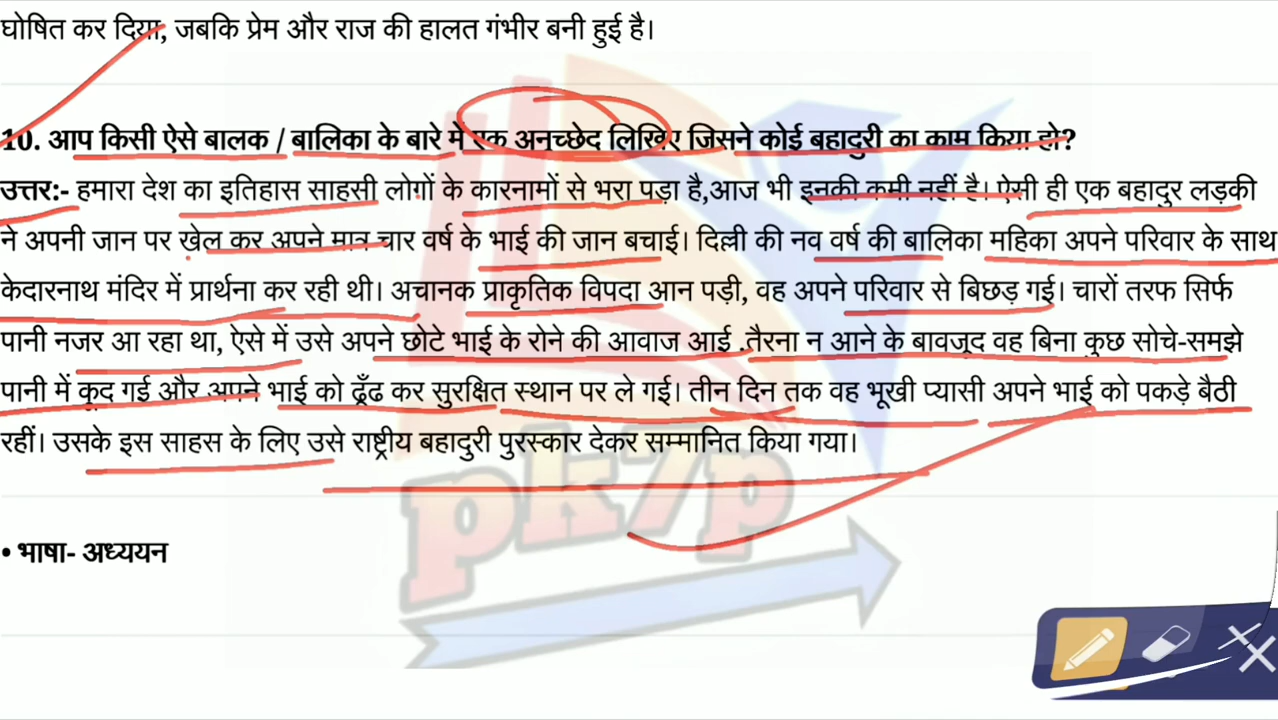 घोषित कर दिया, जबकि प्रेम और राज की हालत गंभीर बनी हुई है।
10. आप किसी ऐसे बालक / बालिका के बारे में एक अनुच्छेद लिखिए जिसने कोई बहादुरी का काम किया हो?
उत्तर:- हमारा देश का इतिहास साहसी लोगों के कारनामों से भरा पड़ा है,आज भी इनकी कमी नहीं है। ऐसी ही एक बहादुर लड़की
ने अपनी जान पर खेल कर अपने मात्र चार वर्ष के भाई की जान बचाई। दिल्ली की नव वर्ष की बालिका महिका अपने परिवार के साथ
केदारनाथ मंदिर में प्रार्थना कर रही थी। अचानक प्राकृतिक विपदा आन पड़ी, वह अपने परिवार से बिछड़ गई। चारों तरफ सिर्फ
पानी नजर आ रहा था, ऐसे में उसे अपने छोटे भाई के रोने की आवाज आई .तैरना न आने के बावजूद वह बिना कुछ सोचे-समझे
पानी में कूद गई और अपने भाई को ढूँढ कर सुरक्षित स्थान पर ले गई। तीन दिन तक वह भूखी प्यासी अपने भाई को पकड़े बैठी
रहीं। उसके इस साहस के लिए उसे राष्ट्रीय बहादुरी पुरस्कार देकर सम्मानित किया गया।
pk7p
• भाषा- अध्ययन